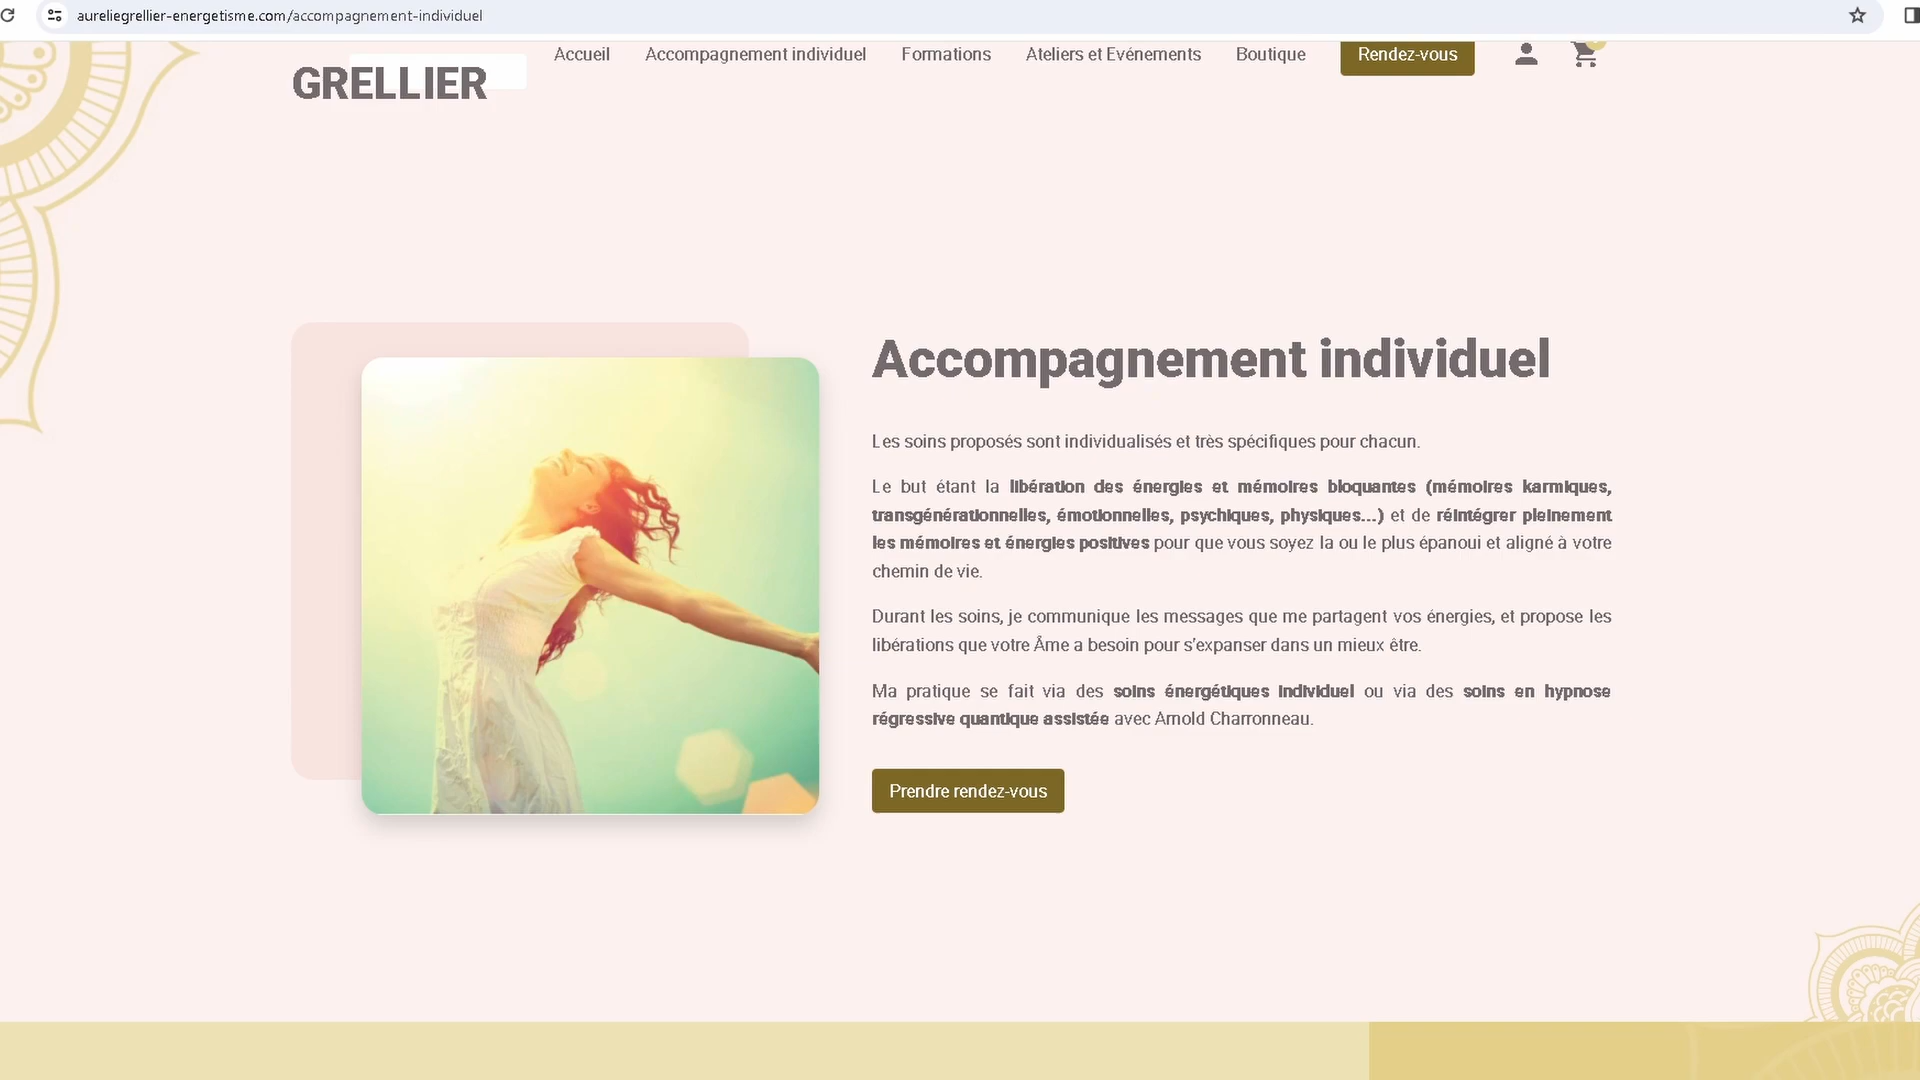 aureliegrellier-energetisme.com/accompagnement-individuel
GRELLIER
Accueil
Accompagnement individuel
Formations
Ateliers et Evénements
Boutique
Rendez-vous
Accompagnement individuel
Les soins proposés sont individualisés et très spécifiques pour chacun.
Le but étant la libération des énergies et mémoires bloquantes (mémoires karmiques,
transgénérationnelles, émotionnelles, psychiques, physiques...) et de réintégrer pleinement
les mémoires et énergies positives pour que vous soyez la ou le plus épanoui et aligné à votre
chemin de vie.
Durant les soins, je communique les messages que me partagent vos énergies, et propose les
libérations que votre Âme a besoin pour s’expanser dans un mieux être.
Ma pratique se fait via des soins énergétiques individuel ou via des soins en hypnose
régressive quantique assistée avec Arnold Charronneau.
Prendre rendez-vous